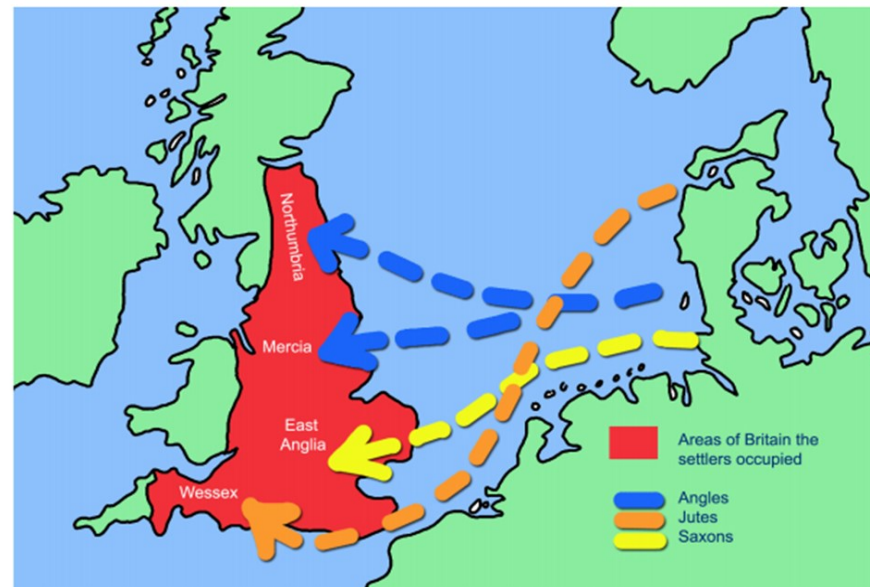 Northumbria
Mercia
East
Anglia
Wessex
Areas of Britain the
settlers occupied
Angles
Jutes
Saxons